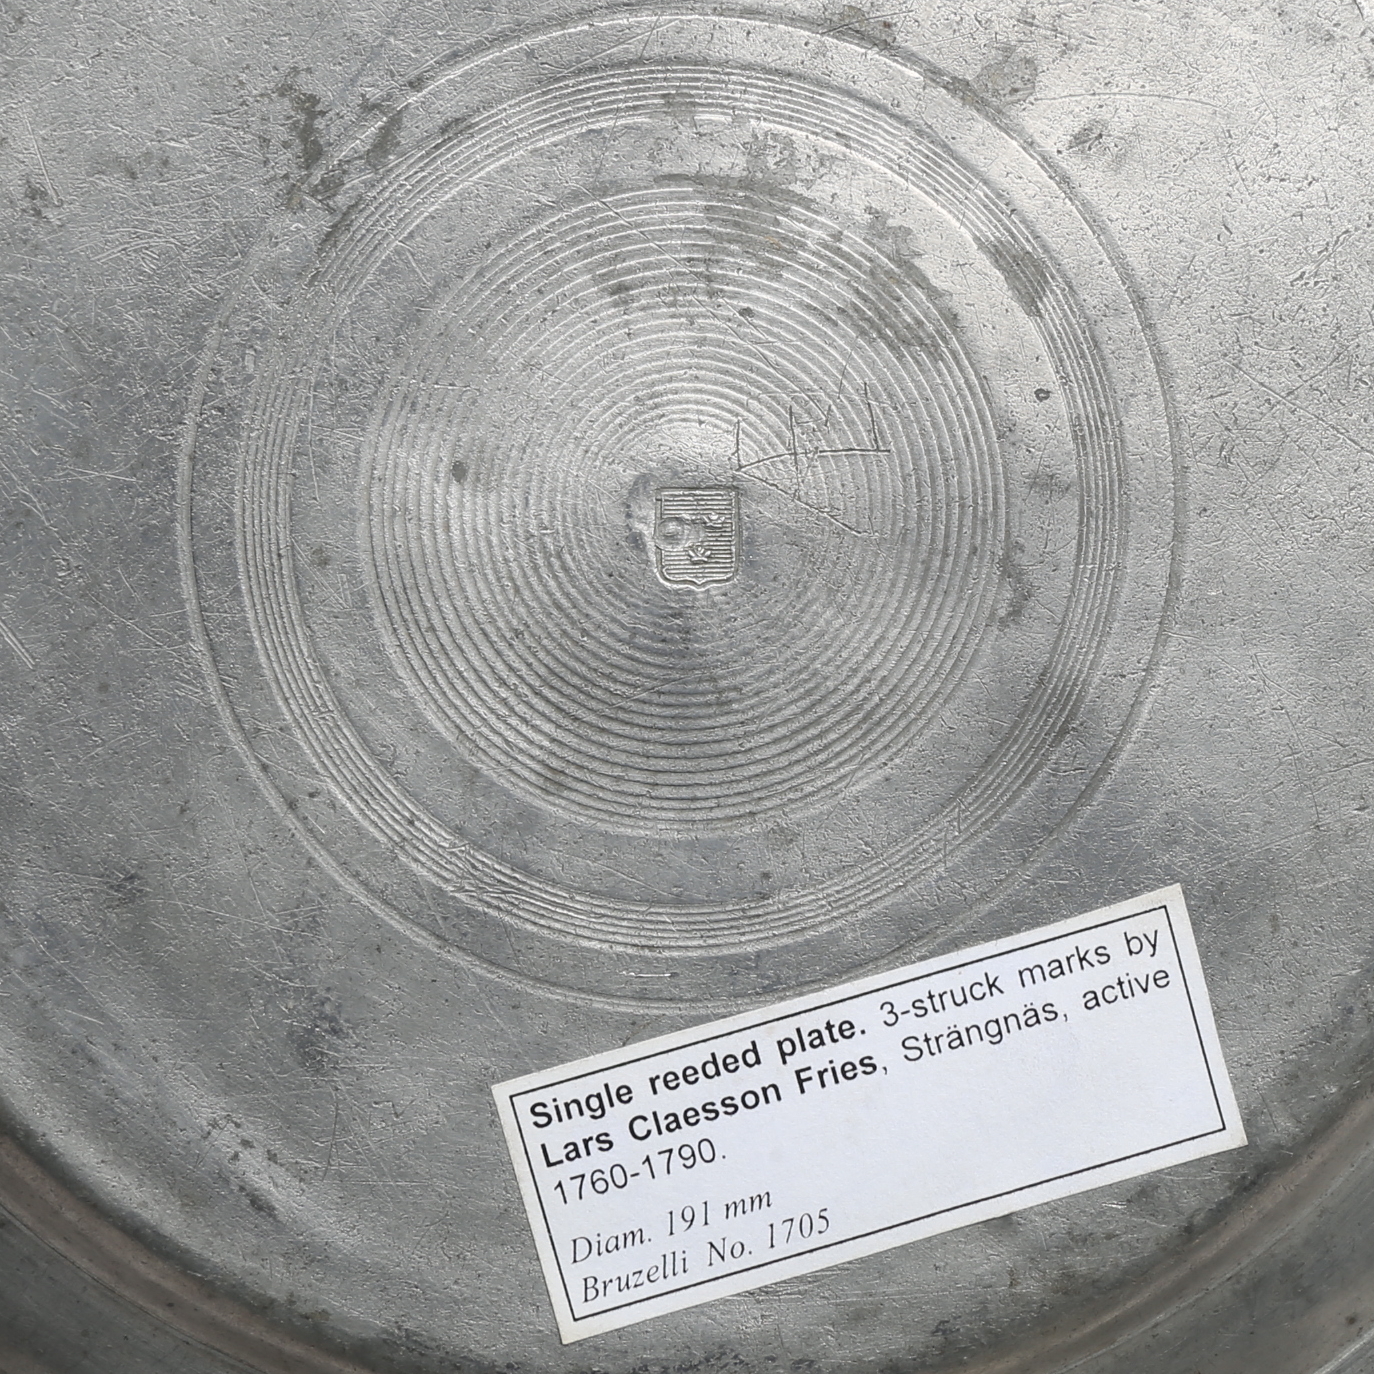 Single reeded plate. 3-struck marks by
Lars Claesson Fries, Strängnäs, active
1760-1790.
Diam. 191 mm
Bruzelli No. 1705